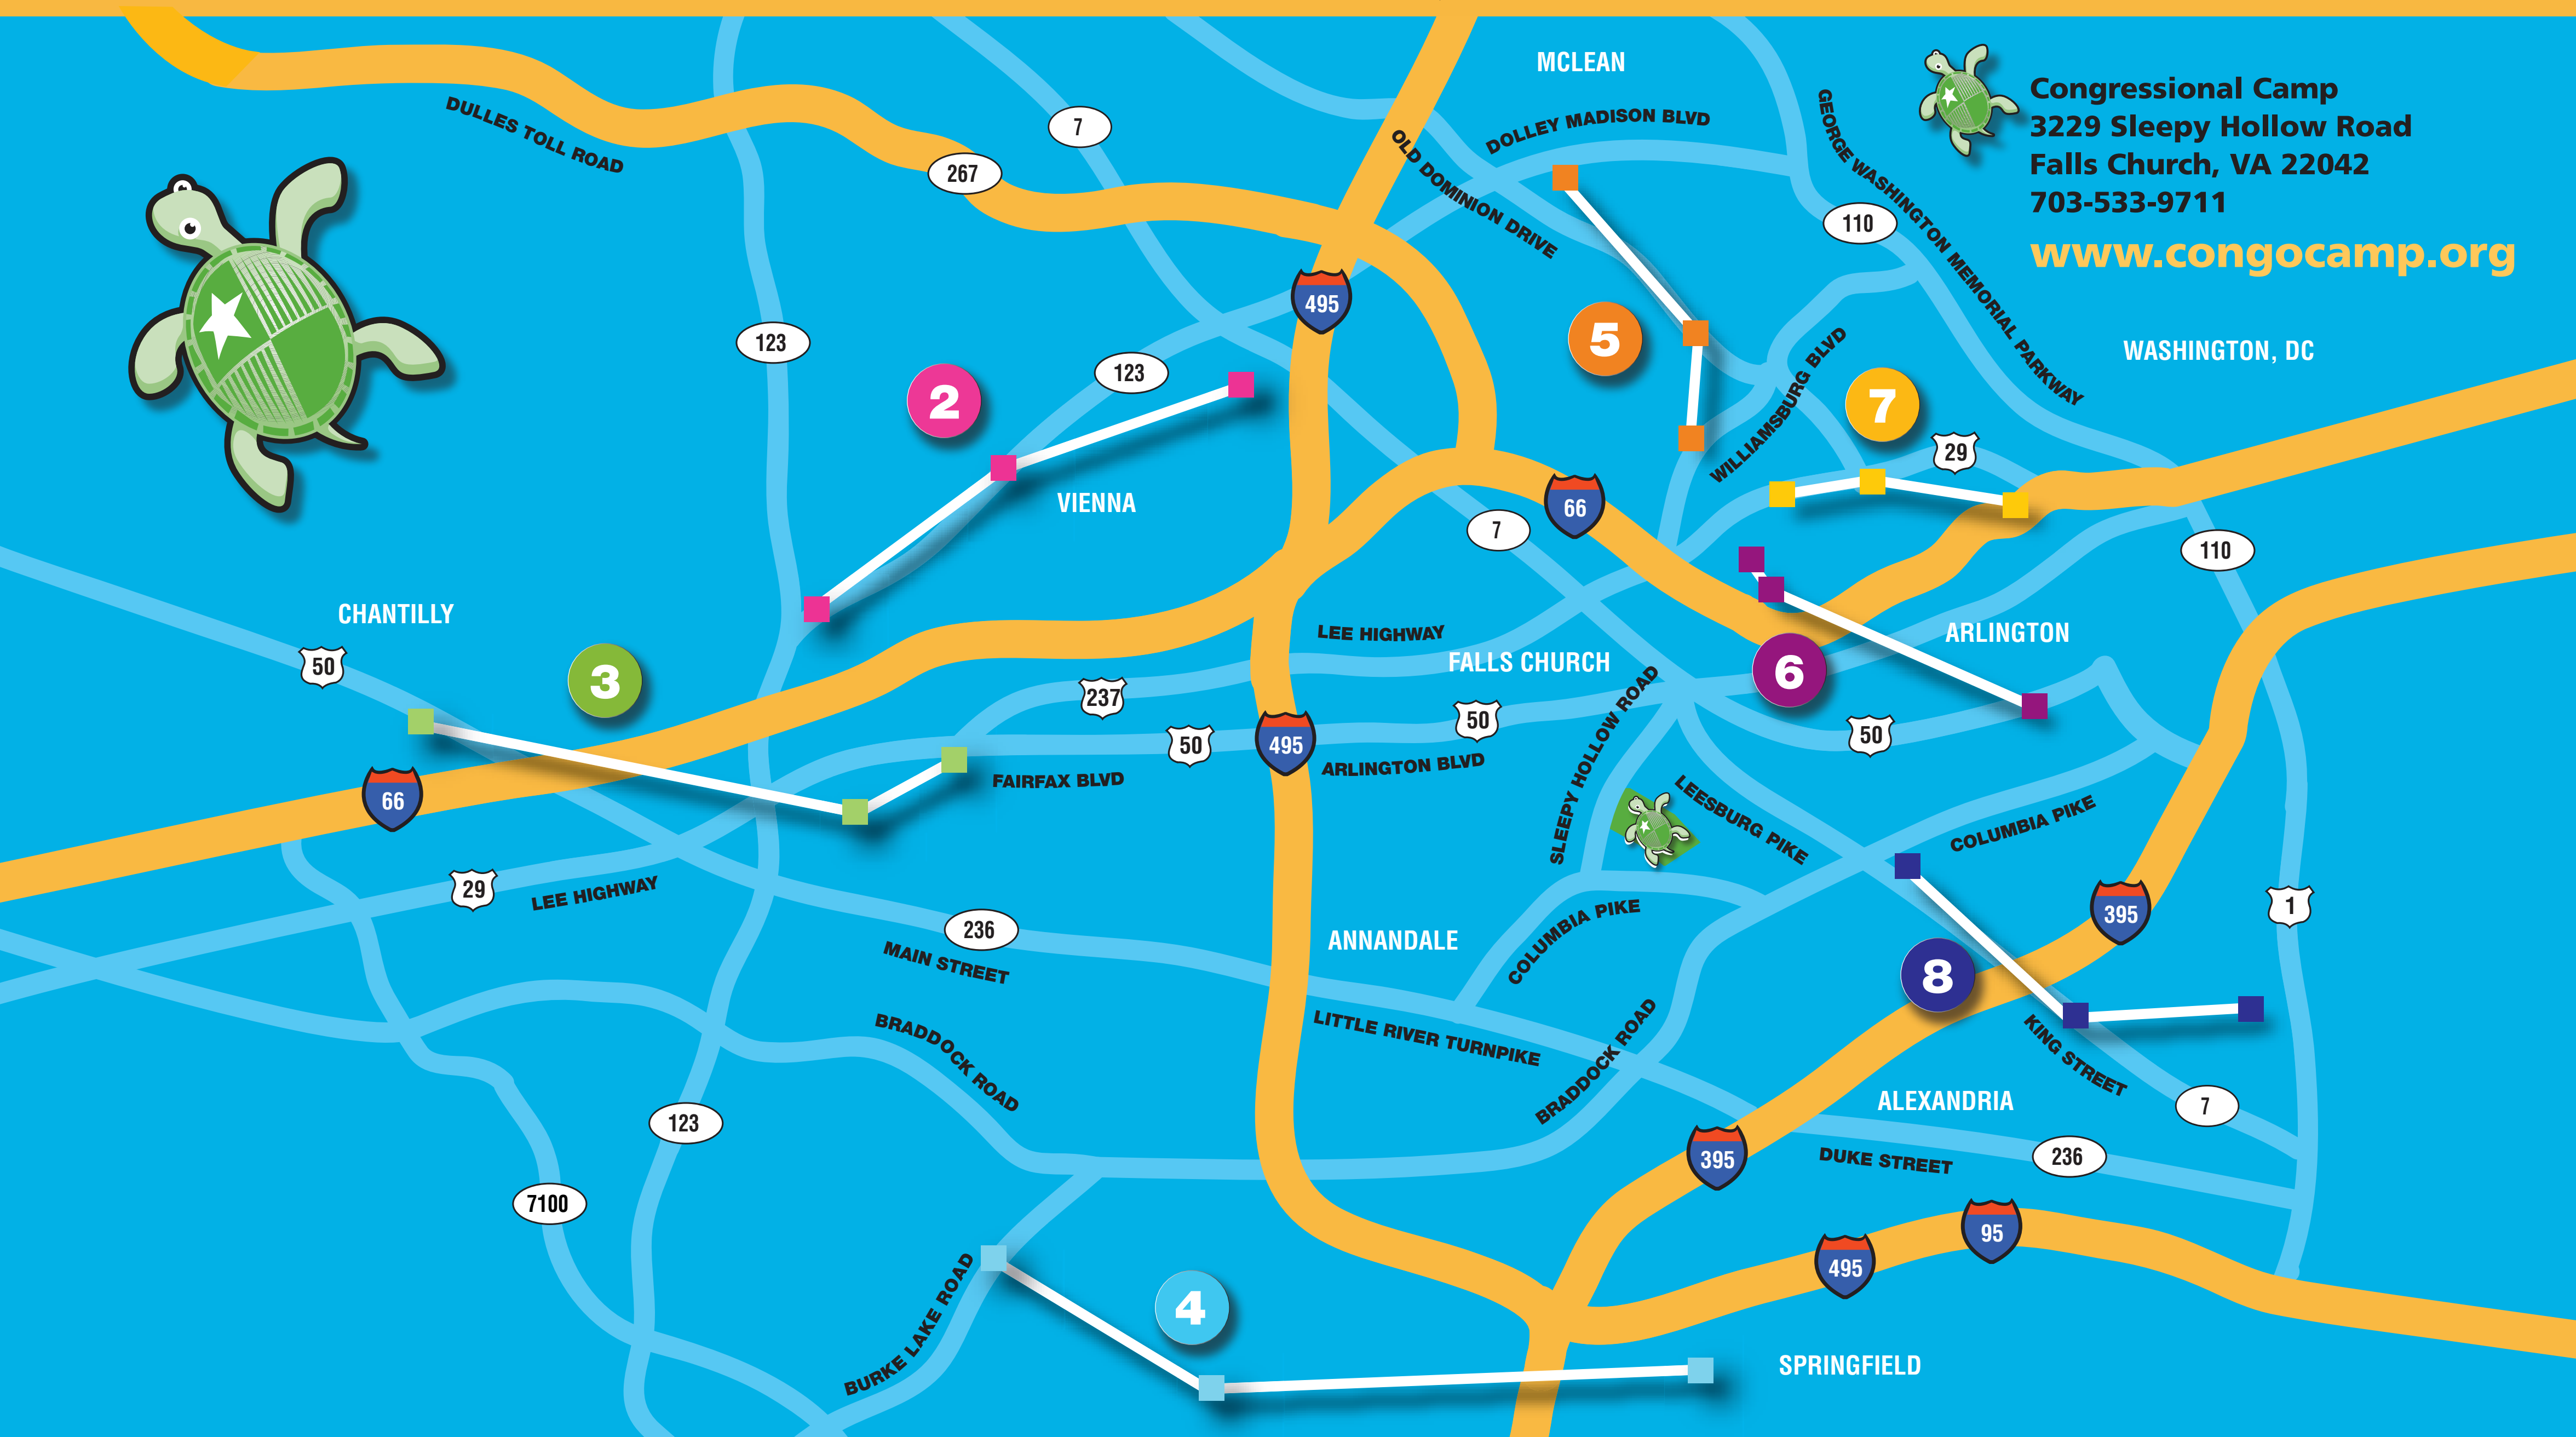 MCLEAN
DOLLEY MADISON BLVD
OLD DOMINION DRIVE
GEORGE WASHINGTON MEMORIAL PARKWAY
Congressional Camp
3229 Sleepy Hollow Road
Falls Church, VA 22042
703-533-9711
www.congocamp.org
DULLES TOLL ROAD
7
267
110
495
123
123
2
5
7
WILLIAMSBURG BLVD
WASHINGTON, DC
29
VIENNA
66
7
110
CHANTILLY
50
3
LEE HIGHWAY
FALLS CHURCH
6
ARLINGTON
237
50
495
50
50
ARLINGTON BLVD
FAIRFAX BLVD
SLEEPY HOLLOW ROAD
LEESBURG PIKE
COLUMBIA PIKE
66
29
LEE HIGHWAY
236
MAIN STREET
ANNANDALE
COLUMBIA PIKE
395
1
8
BRADDOCK ROAD
LITTLE RIVER TURNPIKE
BRADDOCK ROAD
KING STREET
ALEXANDRIA
7
123
395
DUKE STREET
236
7100
495
95
BURKE LAKE ROAD
4
SPRINGFIELD